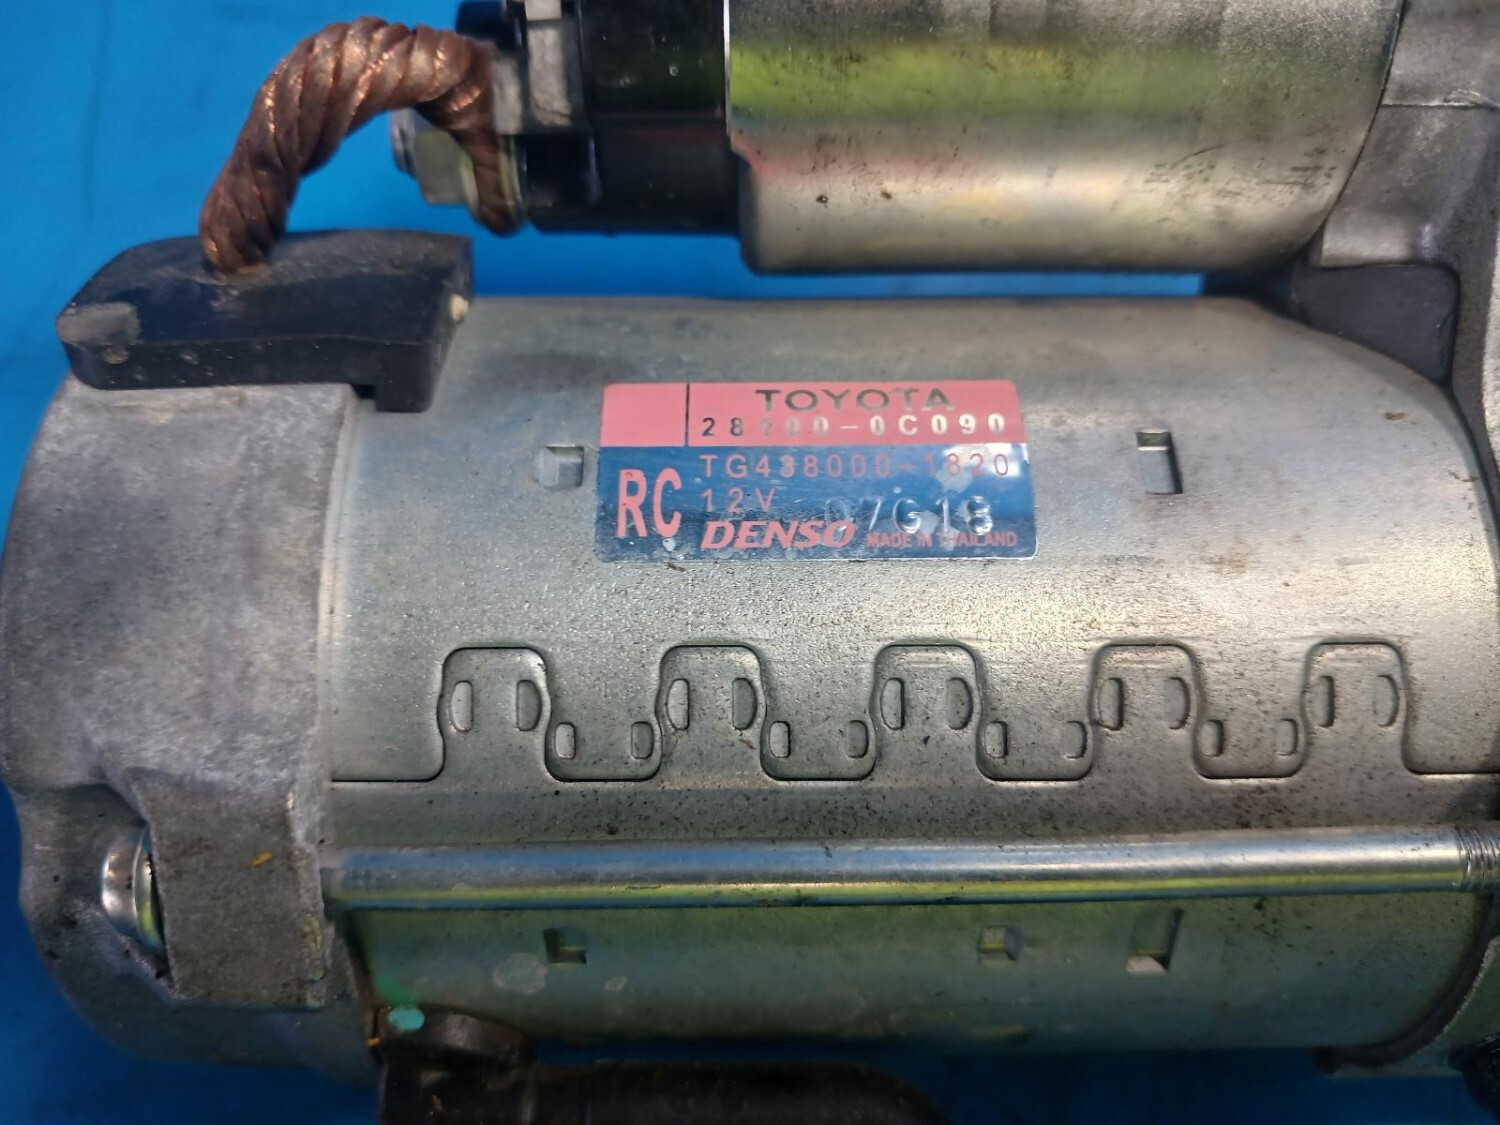 TOYOTA
28100-0C090
TG438000-1820
RC
12V 07G18
DENSO MADE IN THAILAND